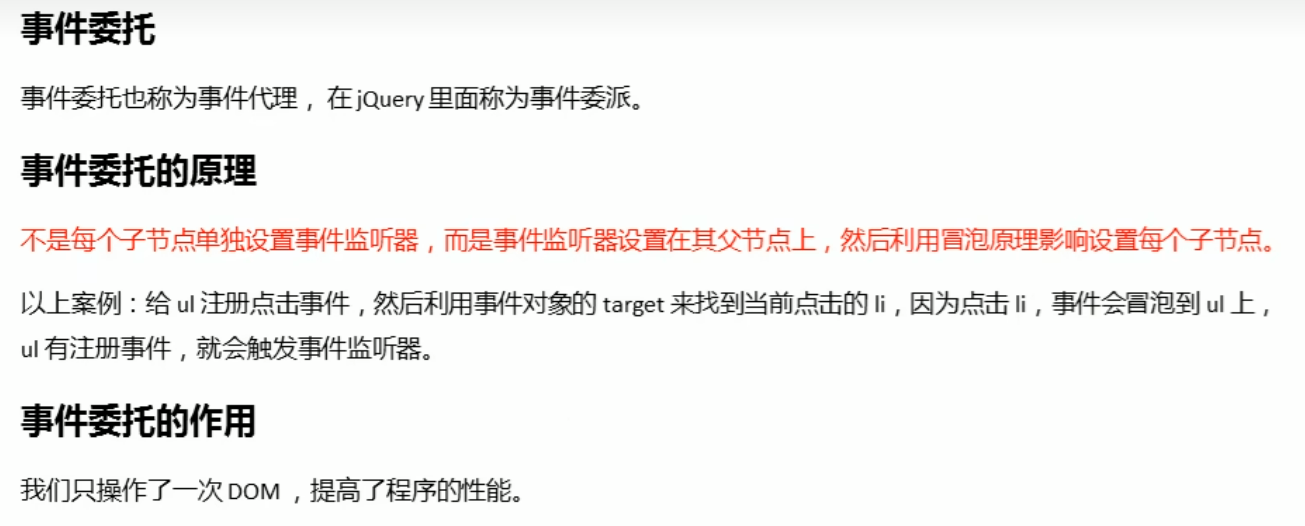 事件委托
事件委托也称为事件代理，在 jQuery 里面称为事件委派。
事件委托的原理
不是每个子节点单独设置事件监听器，而是事件监听器设置在其父节点上，然后利用冒泡原理影响设置每个子节点。
以上案例：给 ul 注册点击事件，然后利用事件对象的 target 来找到当前点击的 li，因为点击 li，事件会冒泡到 ul 上，
ul 有注册事件，就会触发事件监听器。
事件委托的作用
我们只操作了一次 DOM ，提高了程序的性能。